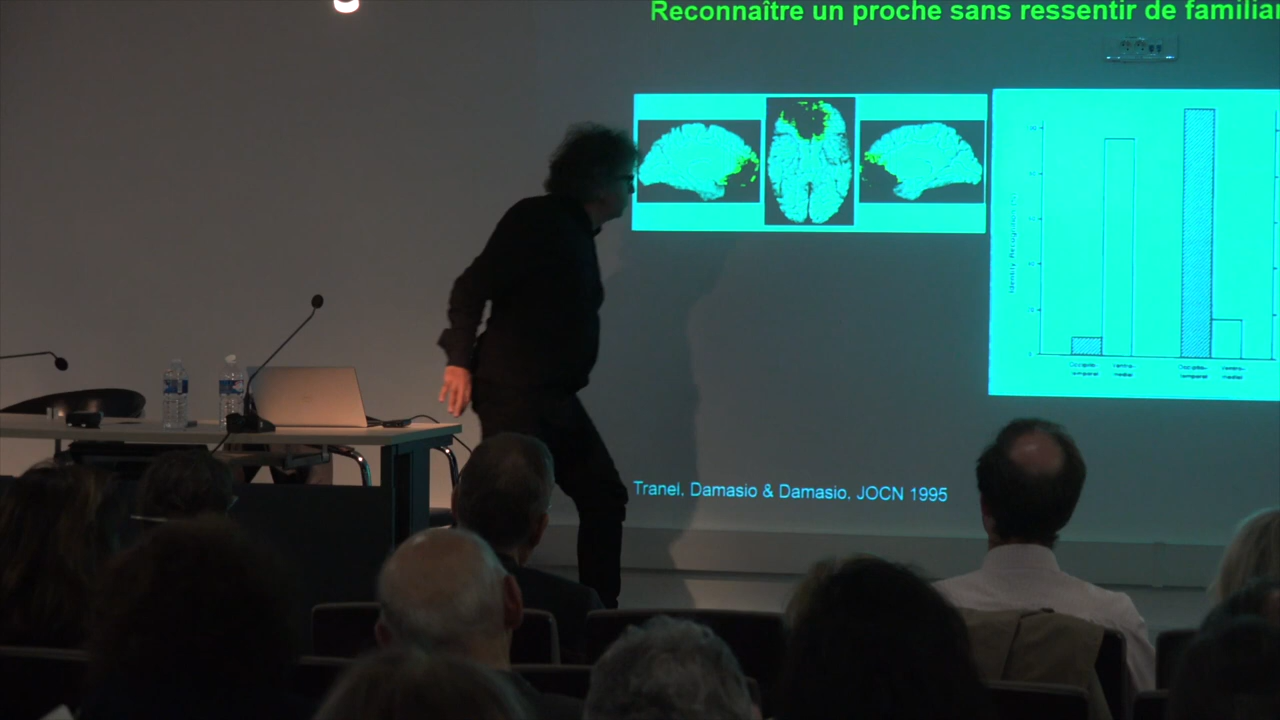 Reconnaître un proche sans ressentir de familiar
Tranel, Damasio & Damasio, JOCN 1995